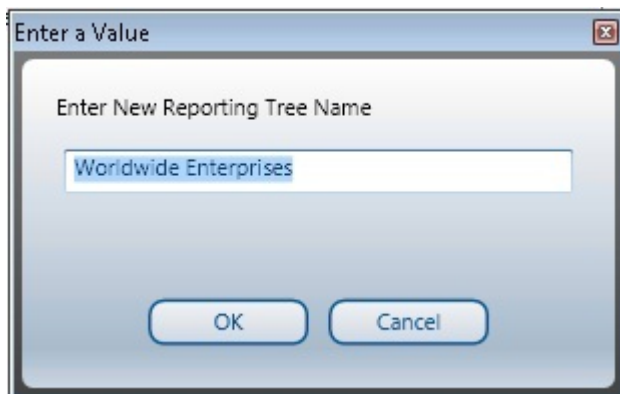 Enter a Value
Enter New Reporting Tree Name
Worldwide Enterprises
OK
Cancel